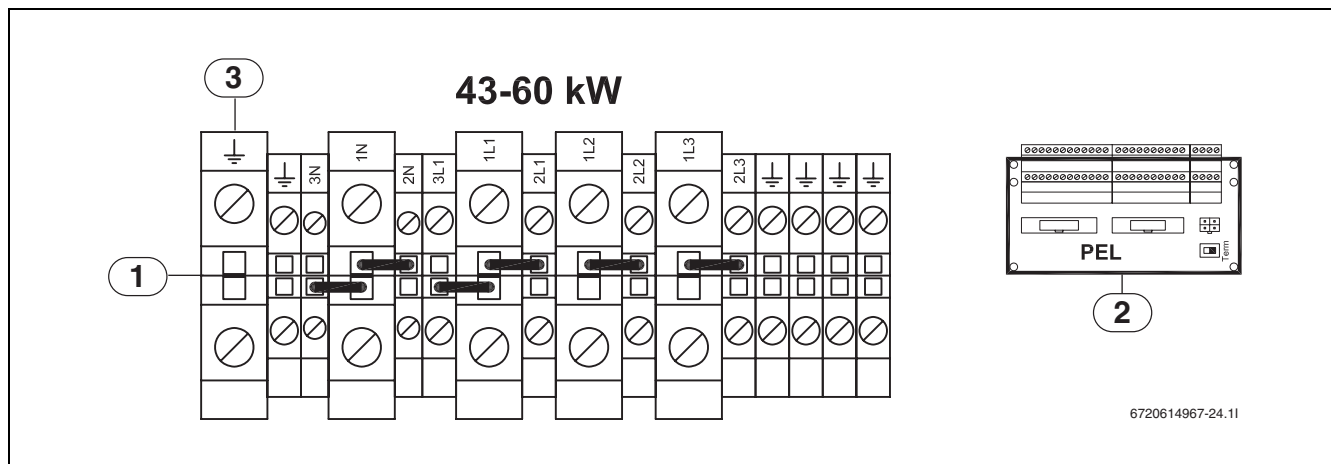 3
43-60 kW
3N
1N
2N
3L1
1L1
2L1
1L2
2L2
1L3
2L3
1
PEL
Term
2
6720614967-24.1I